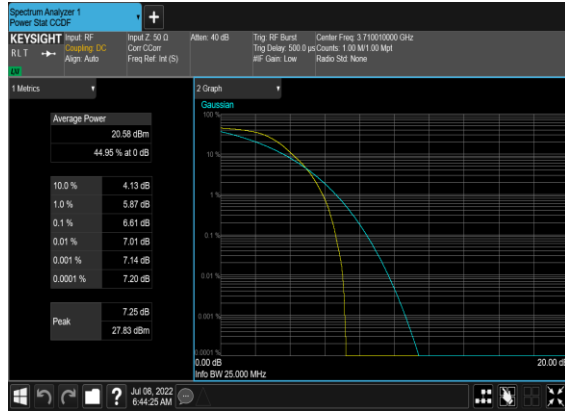 Spectrum Analyzer 1
Power Stat CCDF
KEYSIGHT
RLT
LV
Input: RF
Coupling: DC
Align: Auto
Input Z: 50 Ω
Corr CCorr
Freq Ref: Int (S)
Atten: 40 dB
Trig: RF Burst
Trig Delay: 500.0 µs
#IF Gain: Low
Center Freq: 3.710010000 GHz
Counts: 1.00 M/1.00 Mpt
Radio Std: None
1 Metrics
Average Power
20.58 dBm
44.95 % at 0 dB
10.0 % 4.13 dB
1.0 % 5.87 dB
0.1 % 6.61 dB
0.01 % 7.01 dB
0.001 % 7.14 dB
0.0001 % 7.20 dB
Peak
7.25 dB
27.83 dBm
2 Graph
Gaussian
100 %
10 %
1 %
0.1 %
0.01 %
0.001 %
0.0001 %
0.00 dB
20.00 dB
Info BW 25.000 MHz
?
Jul 08, 2022
6:44:25 AM